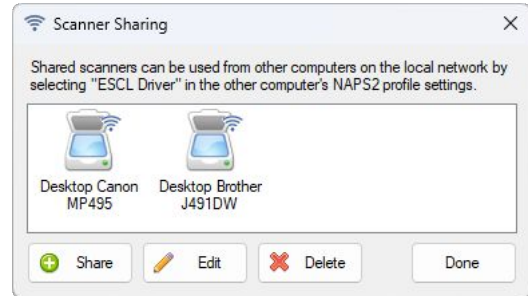 Scanner Sharing
Shared scanners can be used from other computers on the local network by
selecting "ESCL Driver" in the other computer's NAPS2 profile settings.
Desktop Canon
MP495
Desktop Brother
J491DW
Share
Edit
Delete
Done